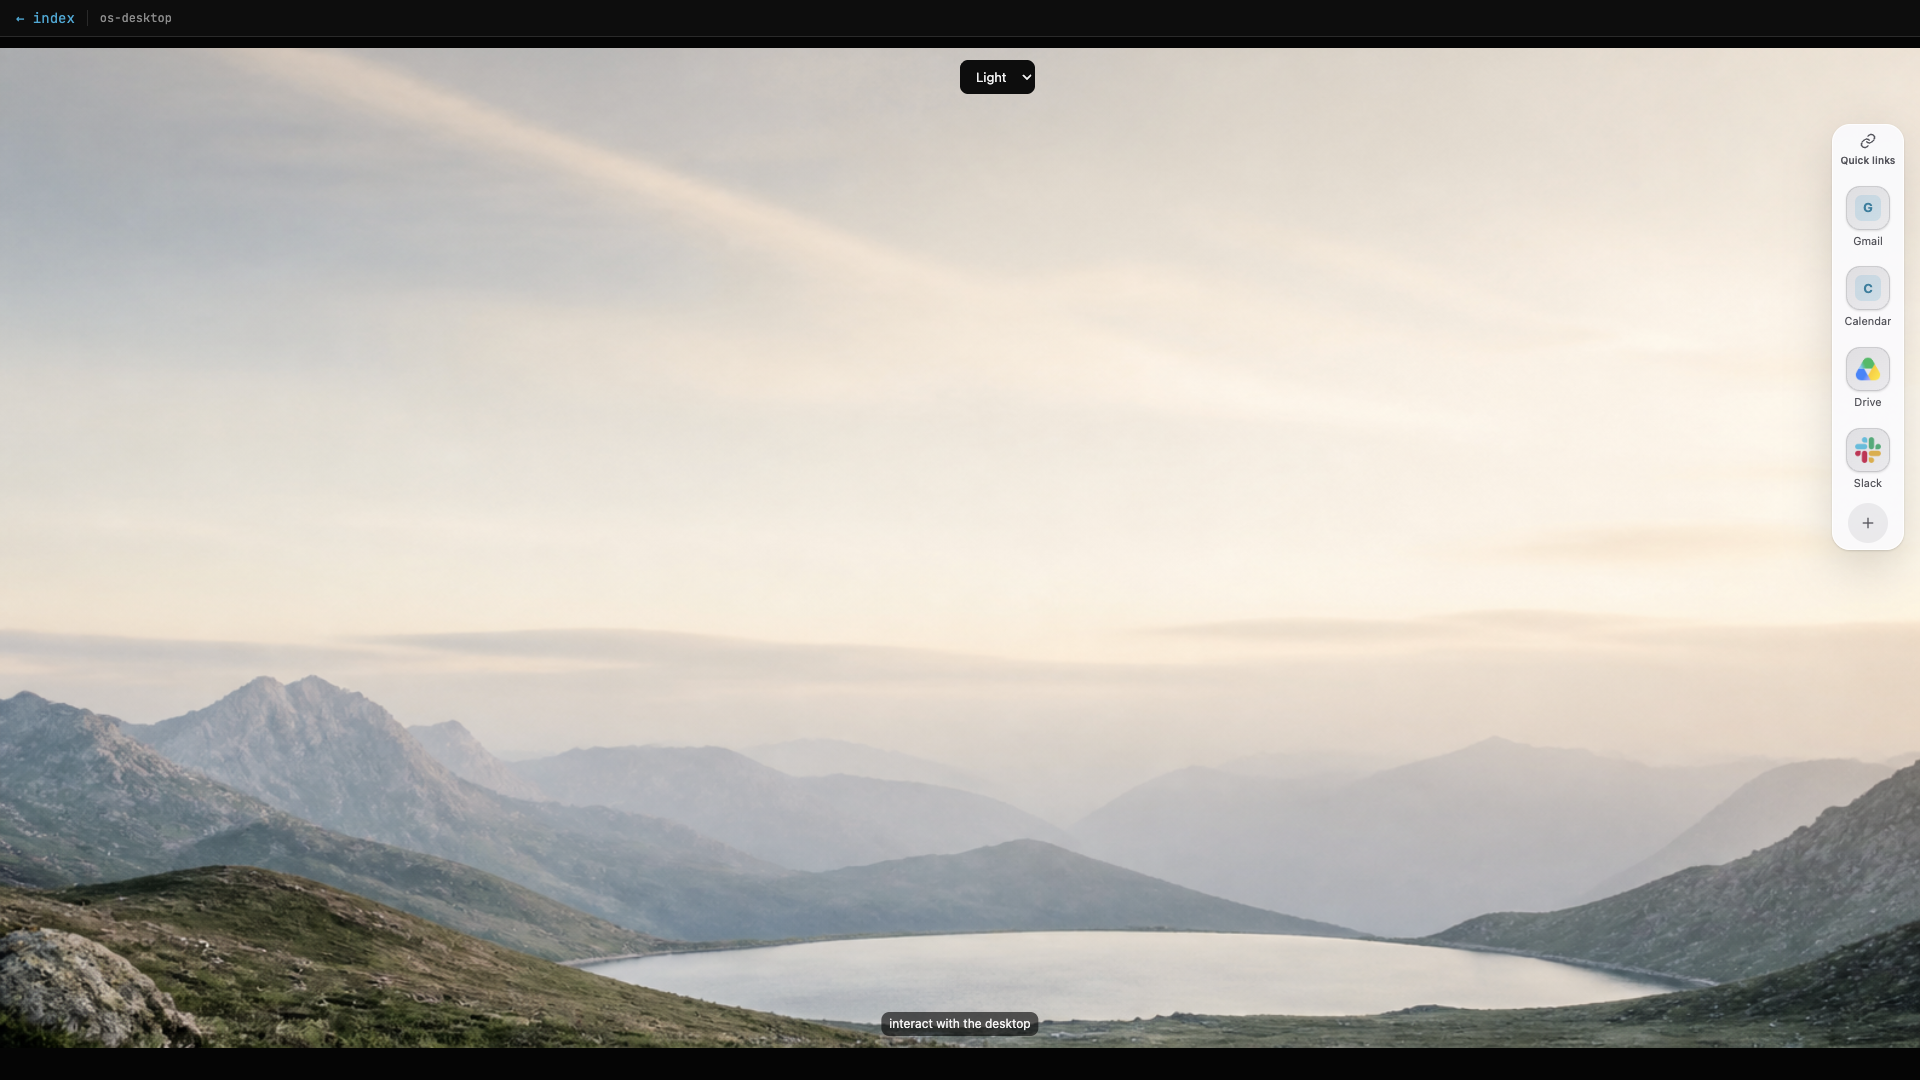 ← index
os-desktop
Light
Quick links
G
Gmail
C
Calendar
Drive
Slack
+
interact with the desktop